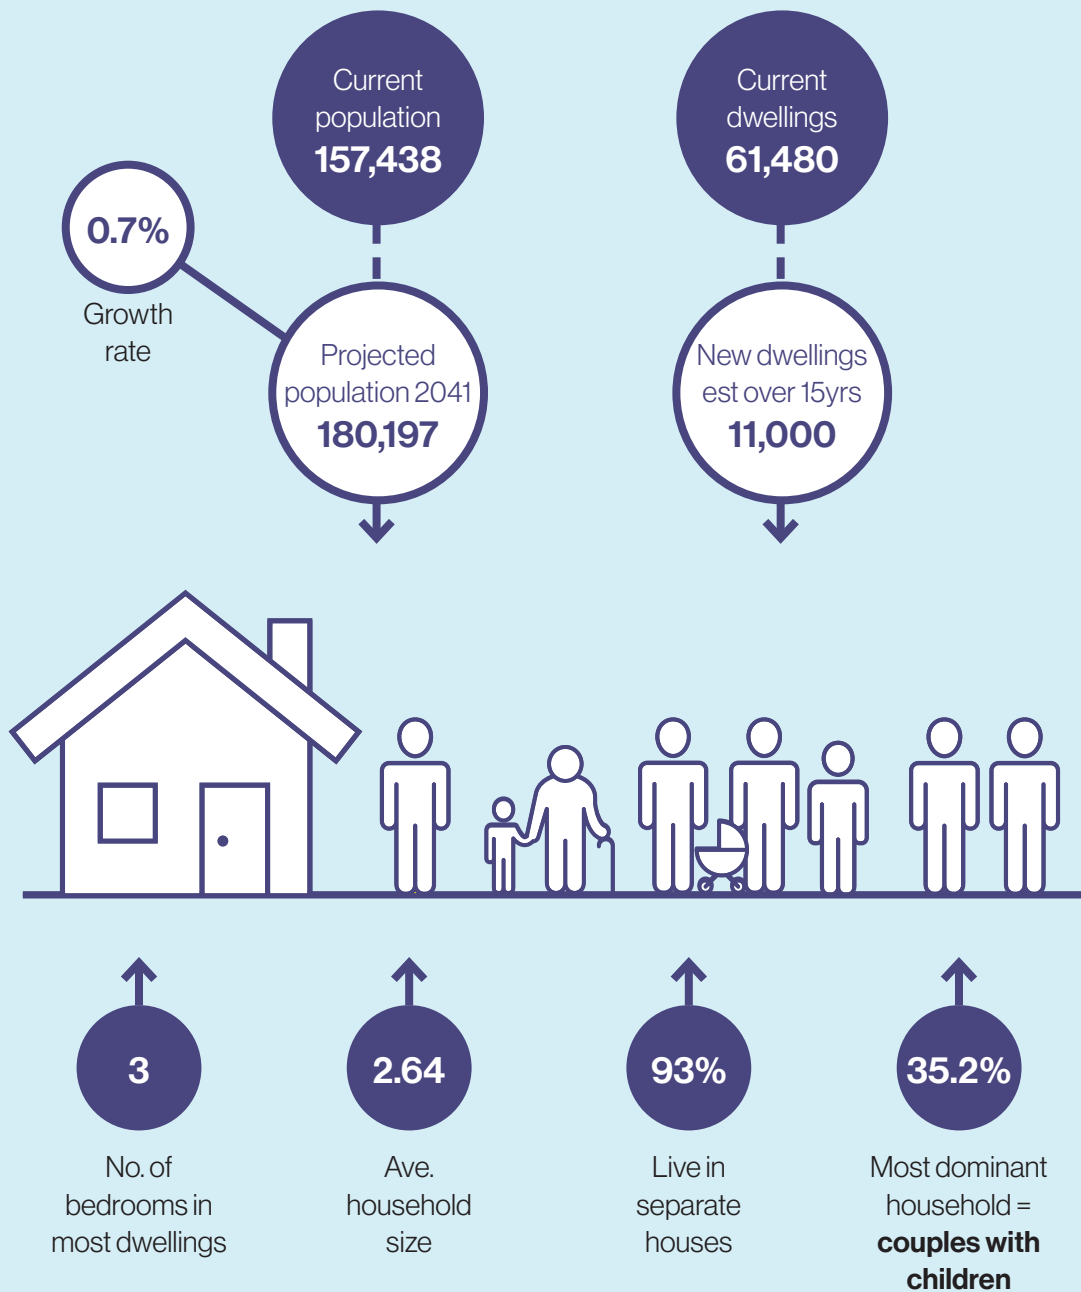 Current
population
157,438
Current
dwellings
61,480
0.7%
Growth
rate
Projected
population 2041
180,197
New dwellings
est over 15yrs
11,000
3
No. of
bedrooms in
most dwellings
2.64
Ave.
household
size
93%
Live in
separate
houses
35.2%
Most dominant
household =
couples with
children